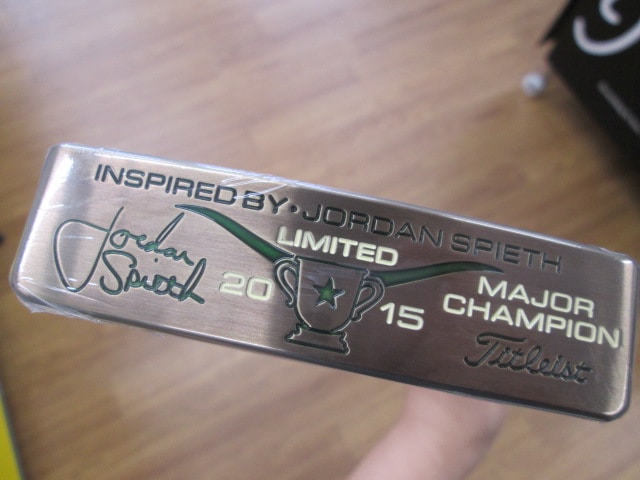 INSPIRED BY • JORDAN SPIETH
Jordan
Spieth
LIMITED
20 15
MAJOR
CHAMPION
Titleist